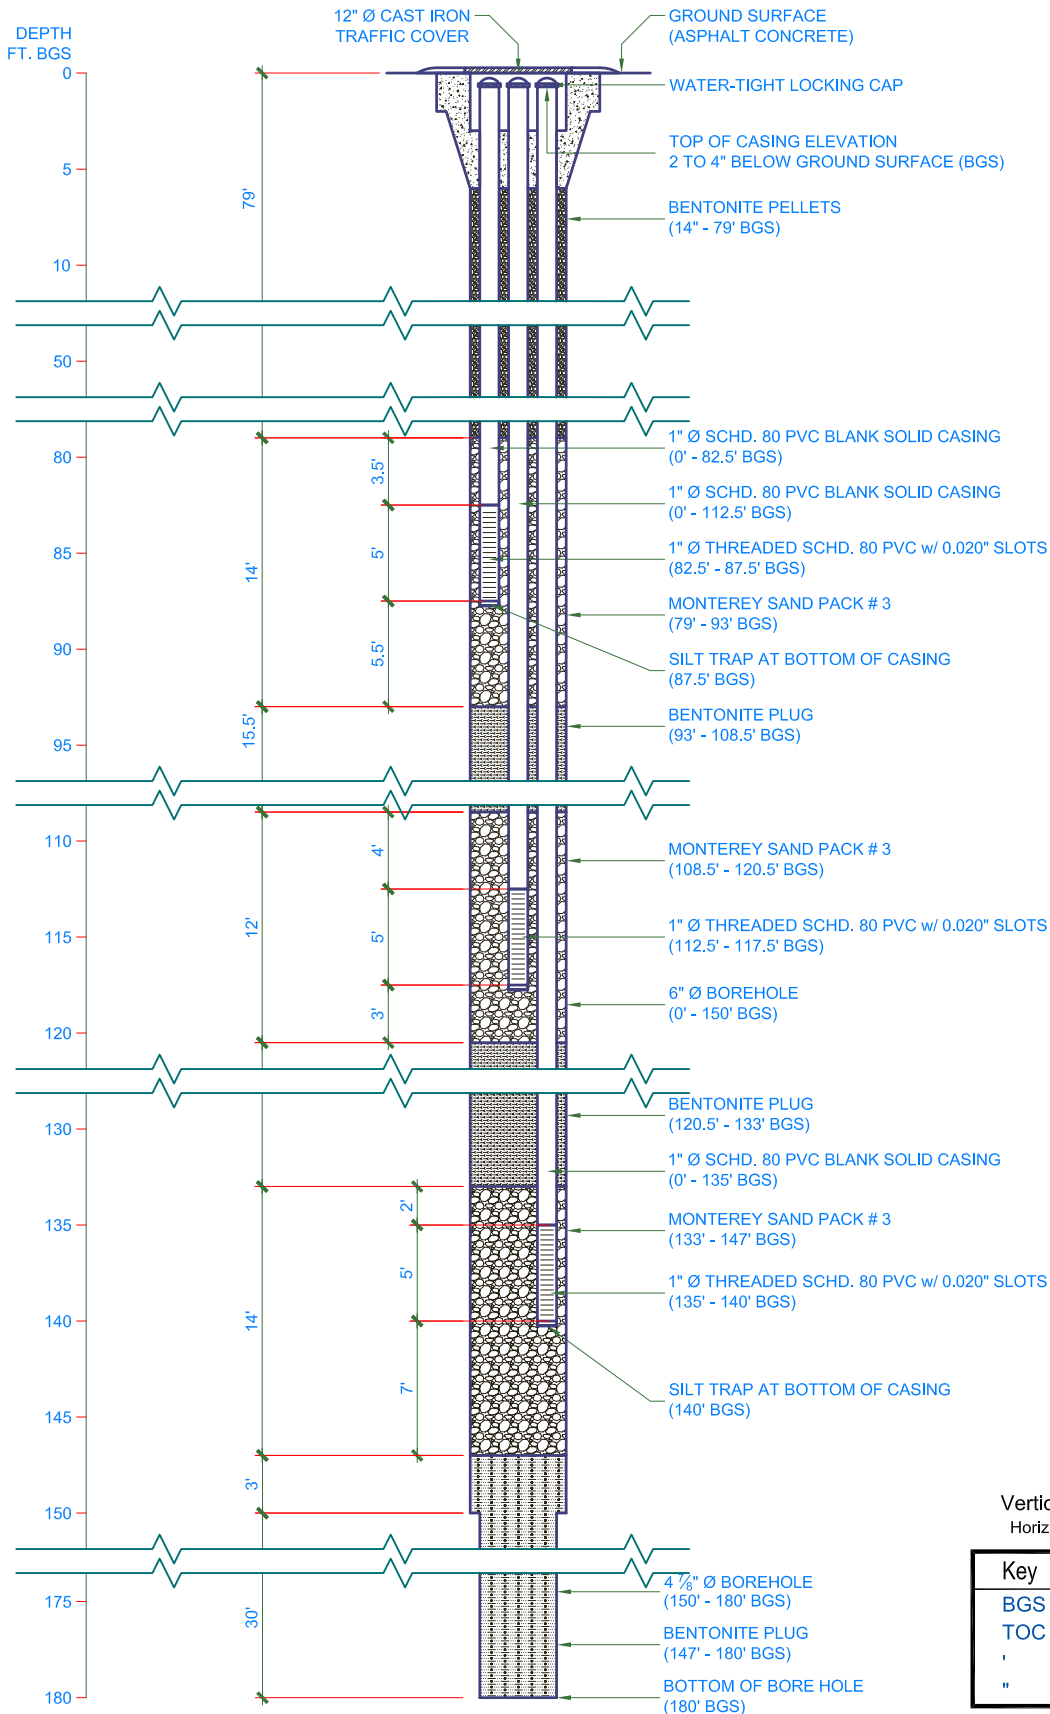 12" Ø CAST IRON
TRAFFIC COVER
GROUND SURFACE
(ASPHALT CONCRETE)
DEPTH
FT. BGS
0
WATER-TIGHT LOCKING CAP
TOP OF CASING ELEVATION
2 TO 4" BELOW GROUND SURFACE (BGS)
5
79'
BENTONITE PELLETS
(14" - 79' BGS)
10
50
1" Ø SCHD. 80 PVC BLANK SOLID CASING
(0' - 82.5' BGS)
80
3.5'
1" Ø SCHD. 80 PVC BLANK SOLID CASING
(0' - 112.5' BGS)
1" Ø THREADED SCHD. 80 PVC w/ 0.020" SLOTS
(82.5' - 87.5' BGS)
85
5'
14'
MONTEREY SAND PACK # 3
(79' - 93' BGS)
90
5.5'
SILT TRAP AT BOTTOM OF CASING
(87.5' BGS)
BENTONITE PLUG
(93' - 108.5' BGS)
15.5'
95
110
4'
MONTEREY SAND PACK # 3
(108.5' - 120.5' BGS)
12'
115
5'
1" Ø THREADED SCHD. 80 PVC w/ 0.020" SLOTS
(112.5' - 117.5' BGS)
6" Ø BOREHOLE
(0' - 150' BGS)
120
3'
BENTONITE PLUG
(120.5' - 133' BGS)
130
1" Ø SCHD. 80 PVC BLANK SOLID CASING
(0' - 135' BGS)
2'
135
MONTEREY SAND PACK # 3
(133' - 147' BGS)
5'
1" Ø THREADED SCHD. 80 PVC w/ 0.020" SLOTS
(135' - 140' BGS)
140
14'
7'
SILT TRAP AT BOTTOM OF CASING
(140' BGS)
145
3'
150
4 ⅞" Ø BOREHOLE
(150' - 180' BGS)
175
30'
BENTONITE PLUG
(147' - 180' BGS)
BOTTOM OF BORE HOLE
(180' BGS)
180
Key
BGS
TOC
'
"